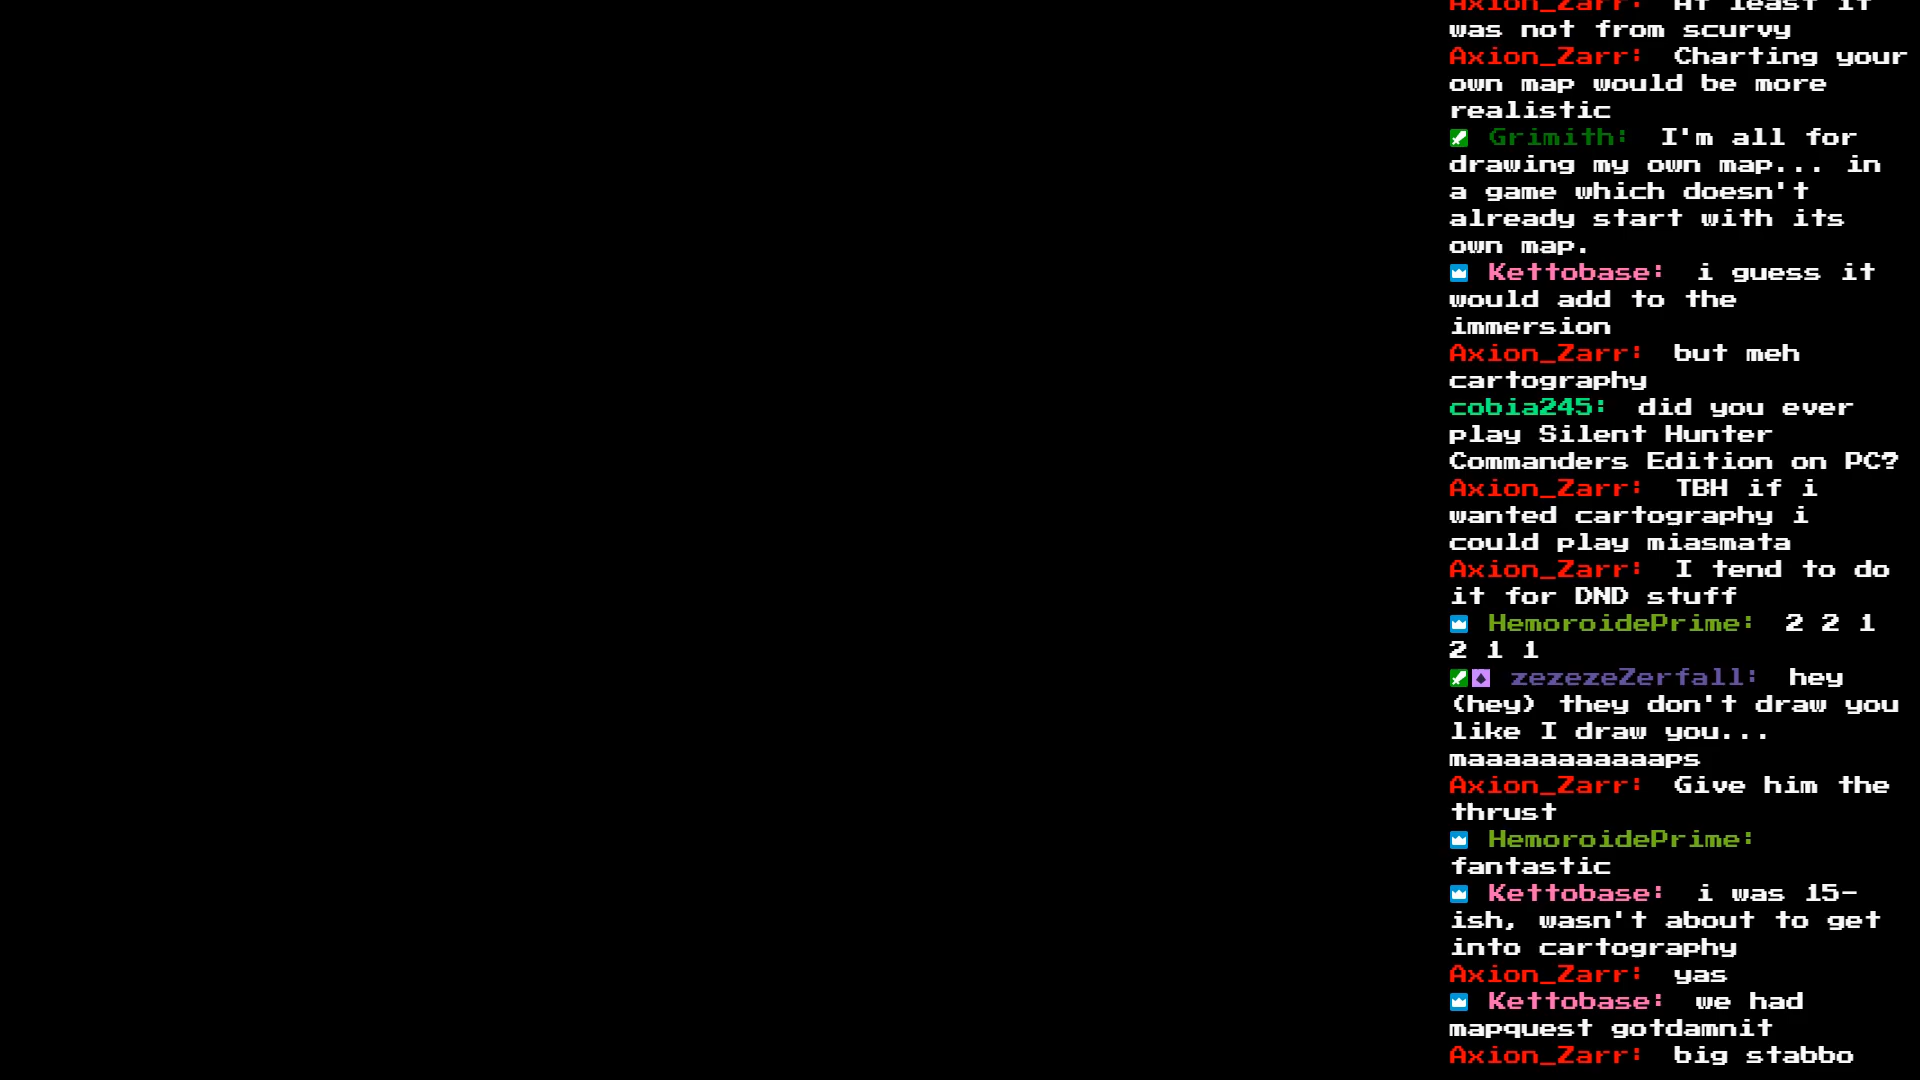 Axion_Zarr: At least it
was not from scurvy
Axion_Zarr: Charting your
own map would be more
realistic
Grimith: I'm all for
drawing my own map... in
a game which doesn't
already start with its
own map.
Kettobase: i guess it
would add to the
immersion
Axion_Zarr: but meh
cartography
cobia245: did you ever
play Silent Hunter
Commanders Edition on PC?
Axion_Zarr: TBH if i
wanted cartography i
could play miasmata
Axion_Zarr: I tend to do
it for DND stuff
HemoroidePrime: 2 2 1
2 1 1
zezezeZerfall: hey
(hey) they don't draw you
like I draw you...
maaaaaaaaaaaps
Axion_Zarr: Give him the
thrust
HemoroidePrime:
fantastic
Kettobase: i was 15-
ish, wasn't about to get
into cartography
Axion_Zarr: yas
Kettobase: we had
mapquest gotdamnit
Axion_Zarr: big stabbo